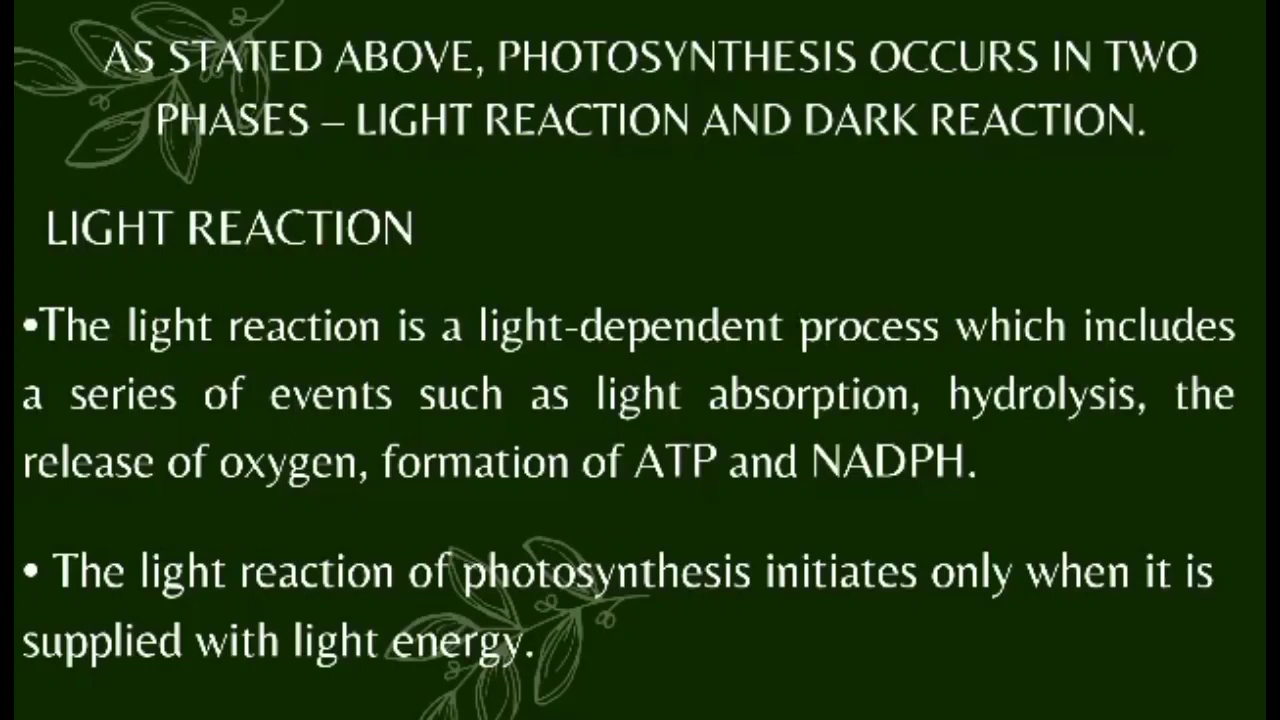 AS STATED ABOVE, PHOTOSYNTHESIS OCCURS IN TWO
PHASES – LIGHT REACTION AND DARK REACTION.
LIGHT REACTION
•The light reaction is a light-dependent process which includes
a series of events such as light absorption, hydrolysis, the
release of oxygen, formation of ATP and NADPH.
• The light reaction of photosynthesis initiates only when it is
supplied with light energy.